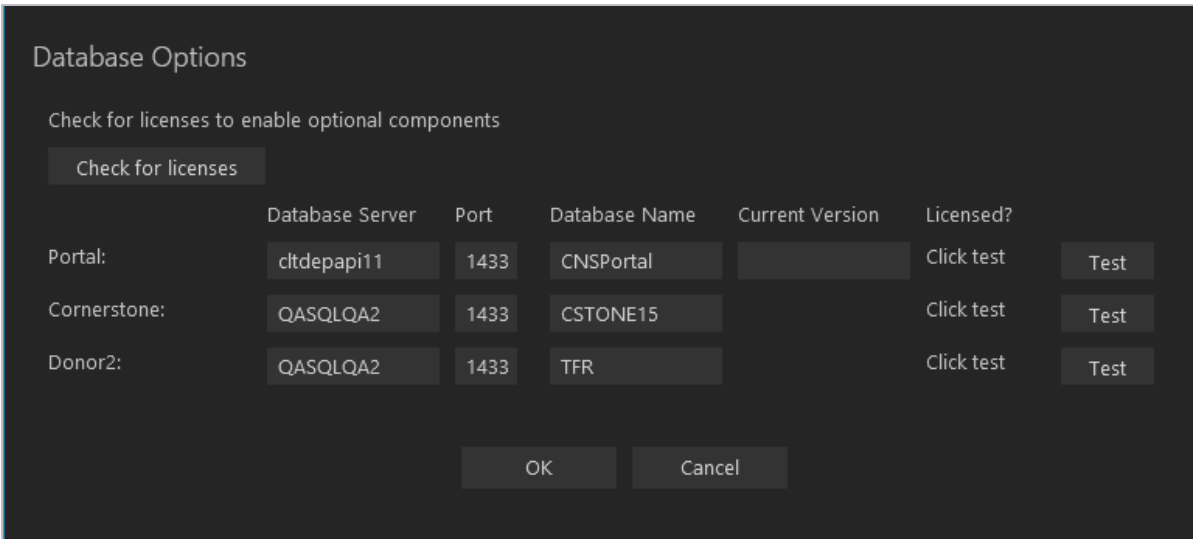 Database Options
Check for licenses to enable optional components
Check for licenses
Database Server Port Database Name Current Version Licensed?
Portal: cltdepapi11 1433 CNSPortal Click test Test
Cornerstone: QASQLQA2 1433 CSTONE15 Click test Test
Donor2: QASQLQA2 1433 TFR Click test Test
OK Cancel